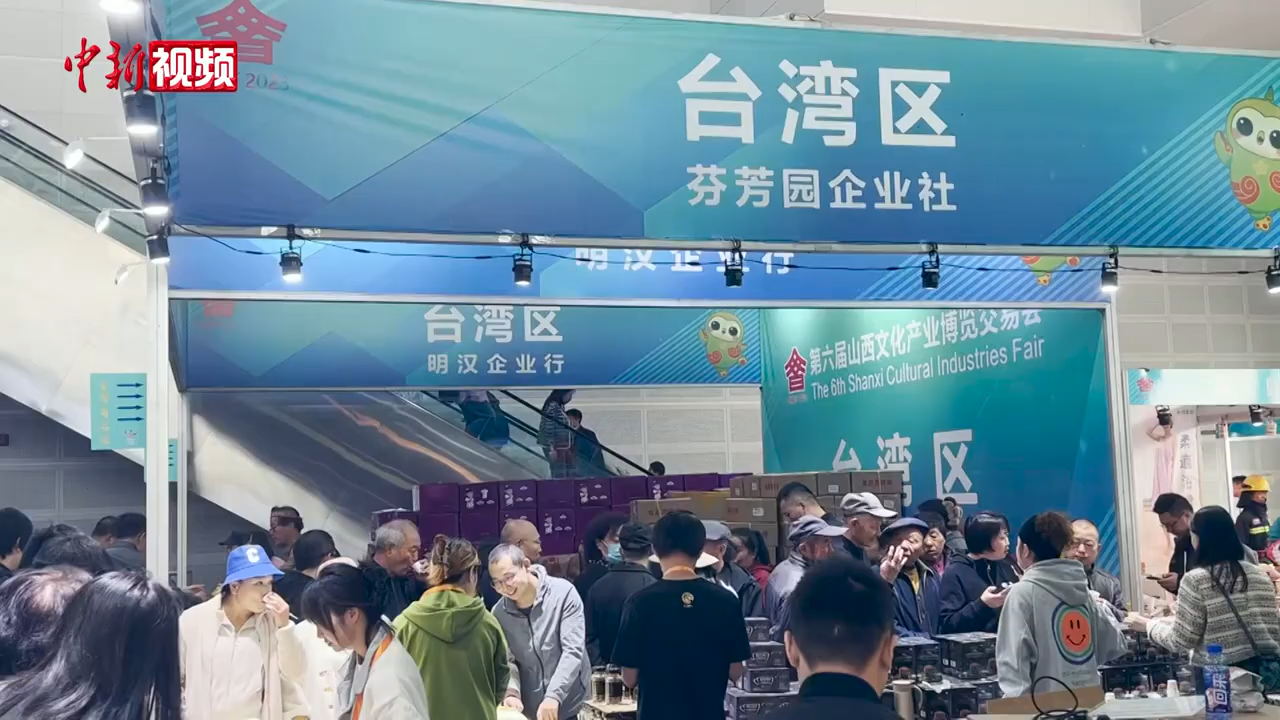 中新视频
2023
台湾区
芬芳园企业社
明汉企业行
台湾区
明汉企业行
第六届山西文化产业博览交易会
The 6th Shanxi Cultural Industries Fair
台湾区
C